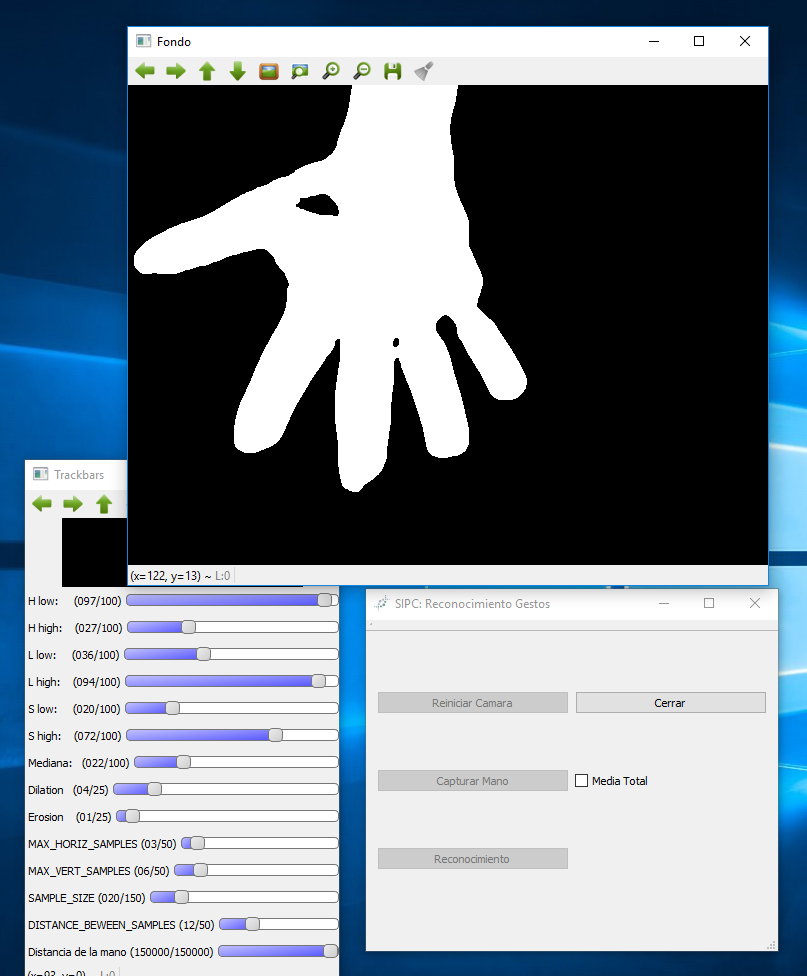 Fondo
(x=122, y=13) ~ L:0
Trackbars
H low: (097/100)
H high: (027/100)
L low: (036/100)
L high: (094/100)
S low: (020/100)
S high: (072/100)
Mediana: (022/100)
Dilation (04/25)
Erosion (01/25)
MAX_HORIZ_SAMPLES (03/50)
MAX_VERT_SAMPLES (06/50)
SAMPLE_SIZE (020/150)
DISTANCE_BEWEEN_SAMPLES (12/50)
Distancia de la mano (150000/150000)
(x=93, y=0) ~ L:0
SIPC: Reconocimiento Gestos
Reiniciar Camara Cerrar
Capturar Mano Media Total
Reconocimiento